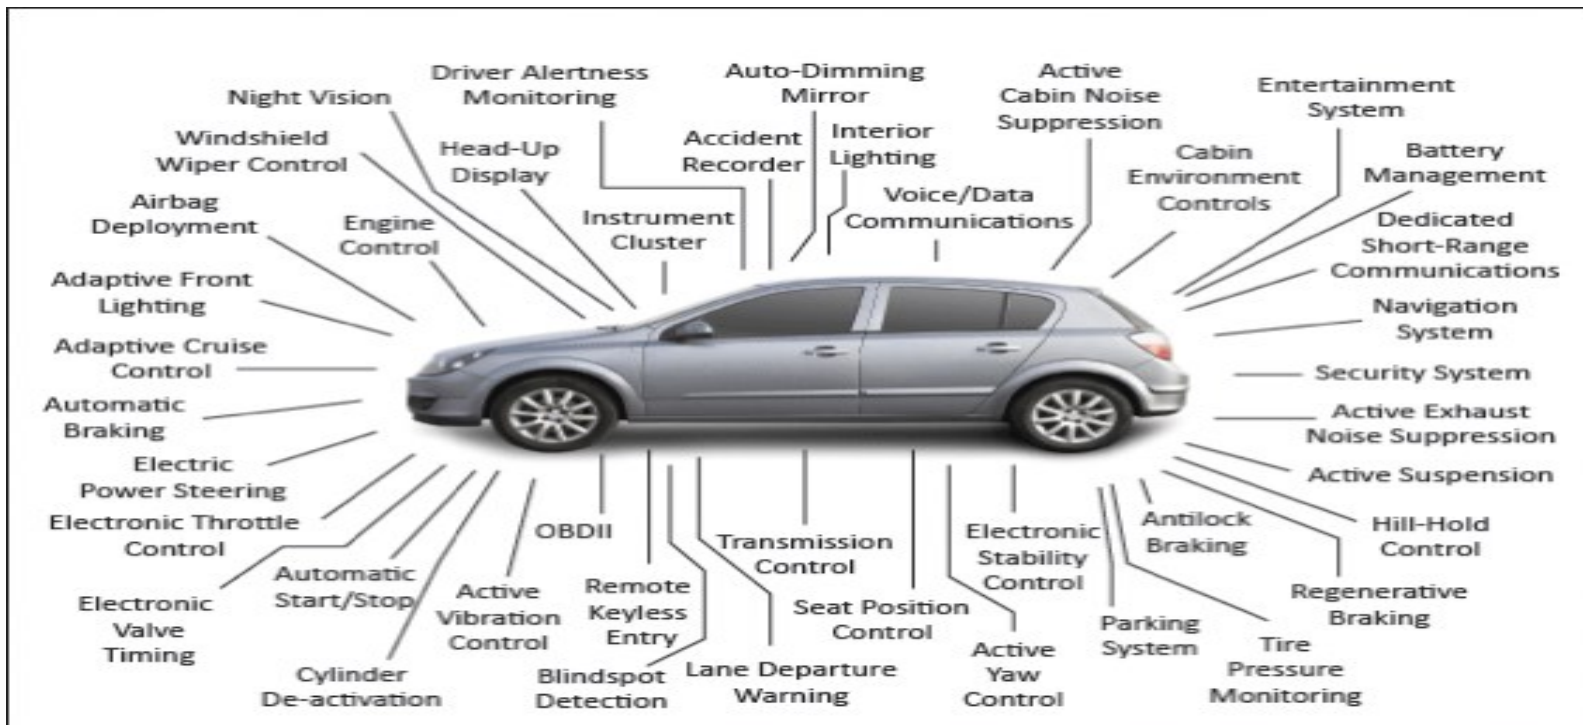 Driver Alertness
Monitoring
Auto-Dimming
Mirror
Active
Cabin Noise
Suppression
Entertainment
System
Night Vision
Windshield
Wiper Control
Head-Up
Display
Accident
Recorder
Interior
Lighting
Cabin
Environment
Controls
Battery
Management
Airbag
Deployment
Engine
Control
Instrument
Cluster
Voice/Data
Communications
Dedicated
Short-Range
Communications
Adaptive Front
Lighting
Navigation
System
Adaptive Cruise
Control
Security System
Automatic
Braking
Active Exhaust
Noise Suppression
Electric
Power Steering
Active Suspension
Electronic Throttle
Control
OBDII
Transmission
Control
Electronic
Stability
Control
Antilock
Braking
Hill-Hold
Control
Electronic
Valve
Timing
Automatic
Start/Stop
Active
Vibration
Control
Remote
Keyless
Entry
Seat Position
Control
Regenerative
Braking
Cylinder
De-activation
Blindspot
Detection
Lane Departure
Warning
Active
Yaw
Control
Parking
System
Tire
Pressure
Monitoring